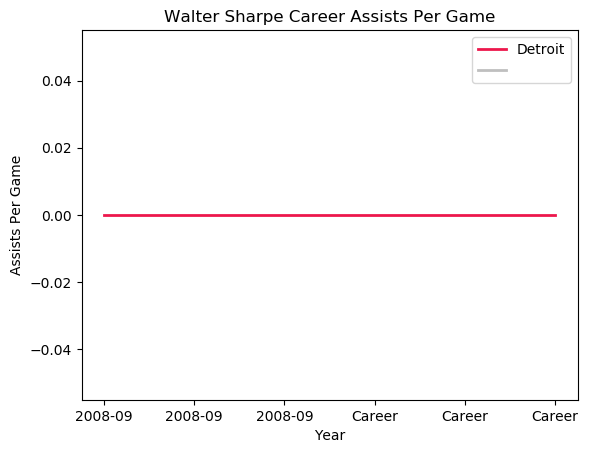 Walter Sharpe Career Assists Per Game
Detroit
0.04
0.02
0.00
−0.02
−0.04
Assists Per Game
2008-09 2008-09 2008-09 Career Career Career
Year